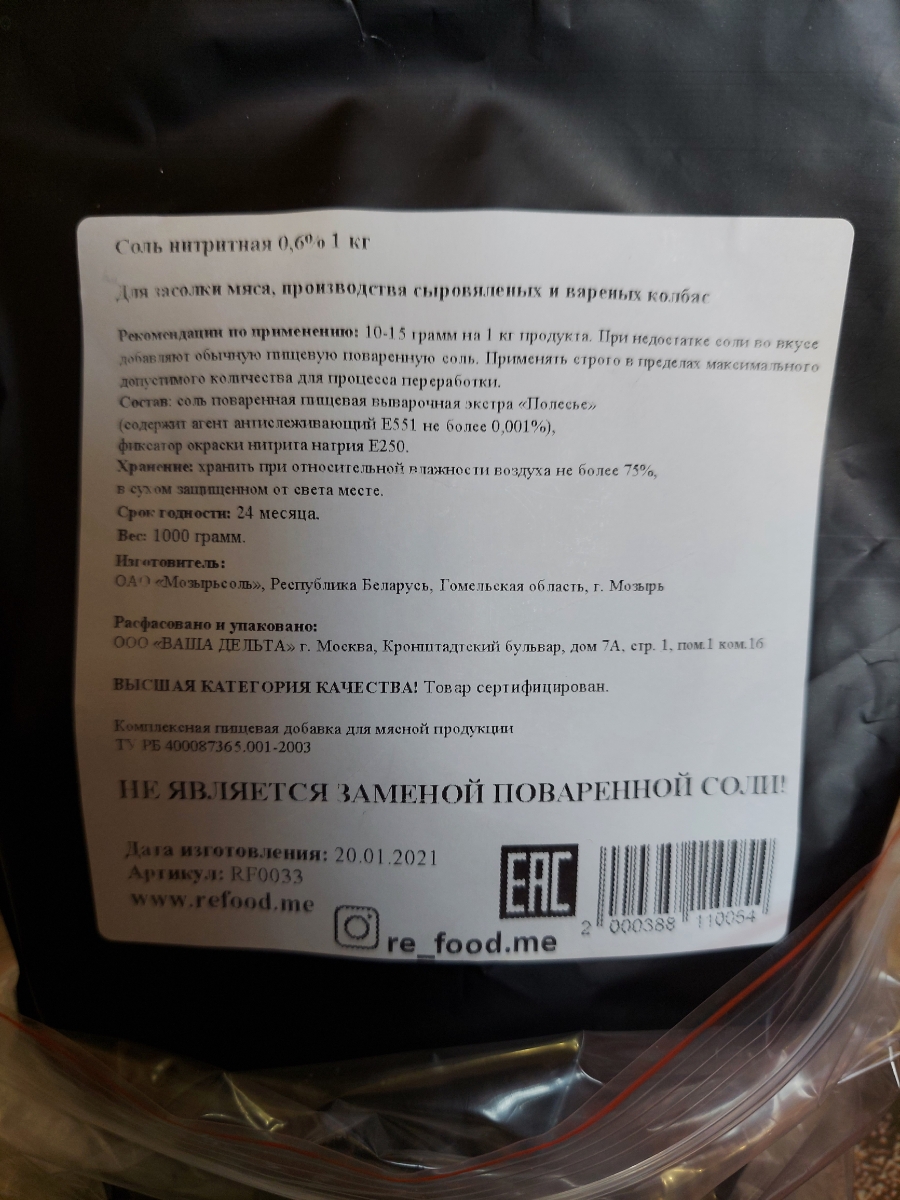 Соль нитритная 0,6% 1 кг
Для засолки мяса, производства сыровяленых и вареных колбас
Рекомендации по применению: 10-15 грамм на 1 кг продукта. При недостатке соли во вкусе
добавляют обычную пищевую поваренную соль. Применять строго в пределах максимального
допустимого количества для процесса переработки.
Состав: соль поваренная пищевая выварочная экстра «Полесье»
(содержит агент антислеживающий Е551 не более 0,001%),
фиксатор окраски нитрита натрия Е250.
Хранение: хранить при относительной влажности воздуха не более 75%,
в сухом защищенном от света месте.
Срок годности: 24 месяца.
Вес: 1000 грамм.
Изготовитель:
ОАО «Мозырьсоль», Республика Беларусь, Гомельская область, г. Мозырь
Расфасовано и упаковано:
ООО «ВАША ДЕЛЬТА» г. Москва, Кронштадтский бульвар, дом 7А, стр. 1, пом.1 ком.16
ВЫСШАЯ КАТЕГОРИЯ КАЧЕСТВА! Товар сертифицирован.
Комплексная пищевая добавка для мясной продукции
ТУ РБ 400087365.001-2003
НЕ ЯВЛЯЕТСЯ ЗАМЕНОЙ ПОВАРЕННОЙ СОЛИ!
Дата изготовления: 20.01.2021
Артикул: RF0033
www.refood.me
EAC
re_food.me
2 000388 110054